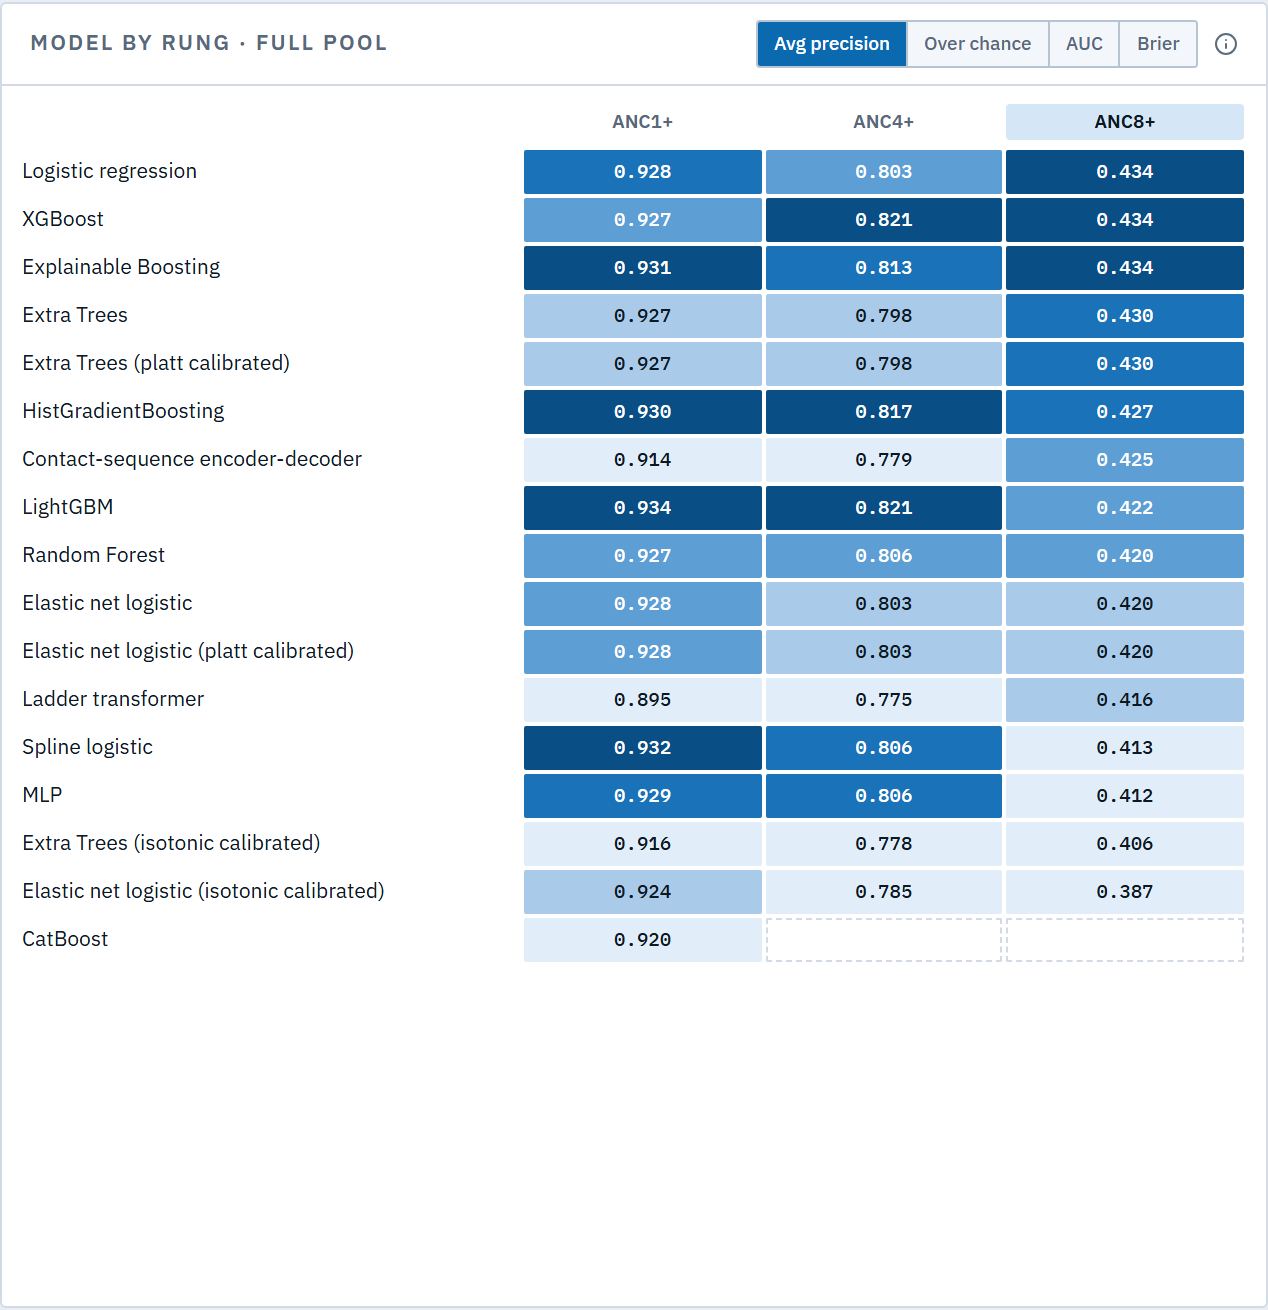 MODEL BY RUNG · FULL POOL
Avg precision Over chance AUC Brier
ANC1+ ANC4+ ANC8+
Logistic regression 0.928 0.803 0.434
XGBoost 0.927 0.821 0.434
Explainable Boosting 0.931 0.813 0.434
Extra Trees 0.927 0.798 0.430
Extra Trees (platt calibrated) 0.927 0.798 0.430
HistGradientBoosting 0.930 0.817 0.427
Contact-sequence encoder-decoder 0.914 0.779 0.425
LightGBM 0.934 0.821 0.422
Random Forest 0.927 0.806 0.420
Elastic net logistic 0.928 0.803 0.420
Elastic net logistic (platt calibrated) 0.928 0.803 0.420
Ladder transformer 0.895 0.775 0.416
Spline logistic 0.932 0.806 0.413
MLP 0.929 0.806 0.412
Extra Trees (isotonic calibrated) 0.916 0.778 0.406
Elastic net logistic (isotonic calibrated) 0.924 0.785 0.387
CatBoost 0.920